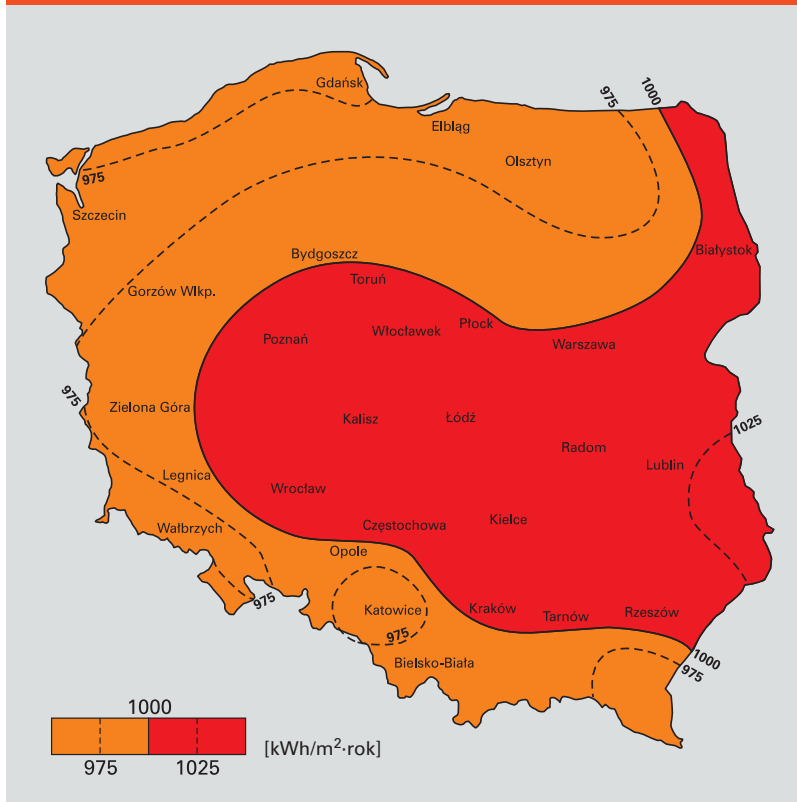 Gdańsk
975
1000
Elbląg
Olsztyn
975
Szczecin
Białystok
Bydgoszcz
Toruń
Gorzów Wlkp.
Płock
Włocławek
Poznań
Warszawa
975
Zielona Góra
Kalisz
Łódź
1025
Radom
Lublin
Legnica
Wrocław
Kielce
Częstochowa
Wałbrzych
Opole
975
Katowice
Kraków
Tarnów
Rzeszów
975
Bielsko-Biała
1000
975
1000
[kWh/m²·rok]
975
1025